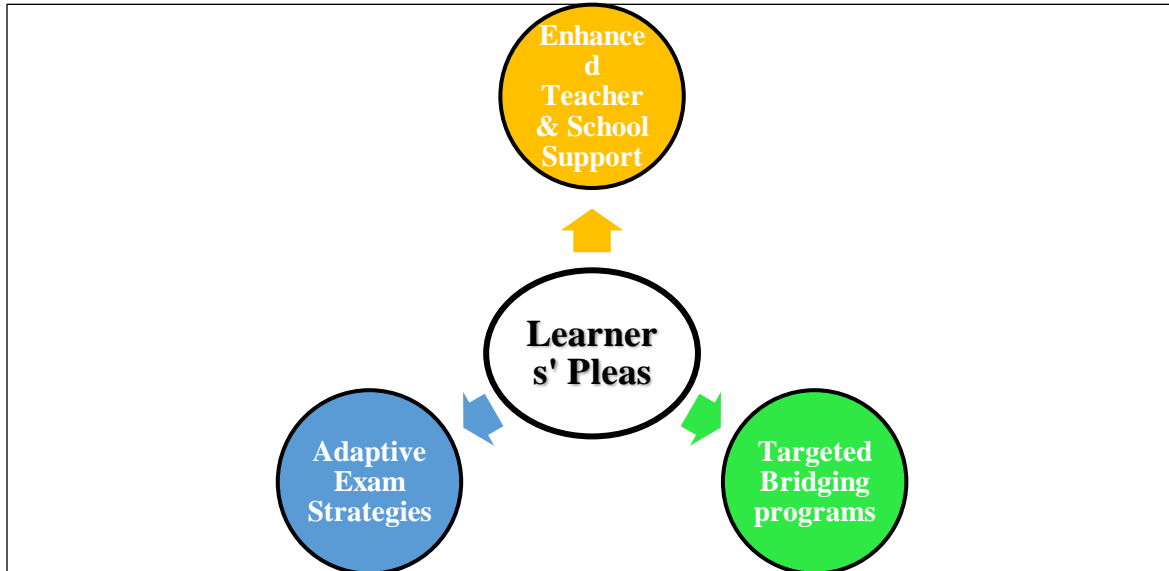 Enhance
d
Teacher
& School
Support
Learner
s' Pleas
Adaptive
Exam
Strategies
Targeted
Bridging
programs